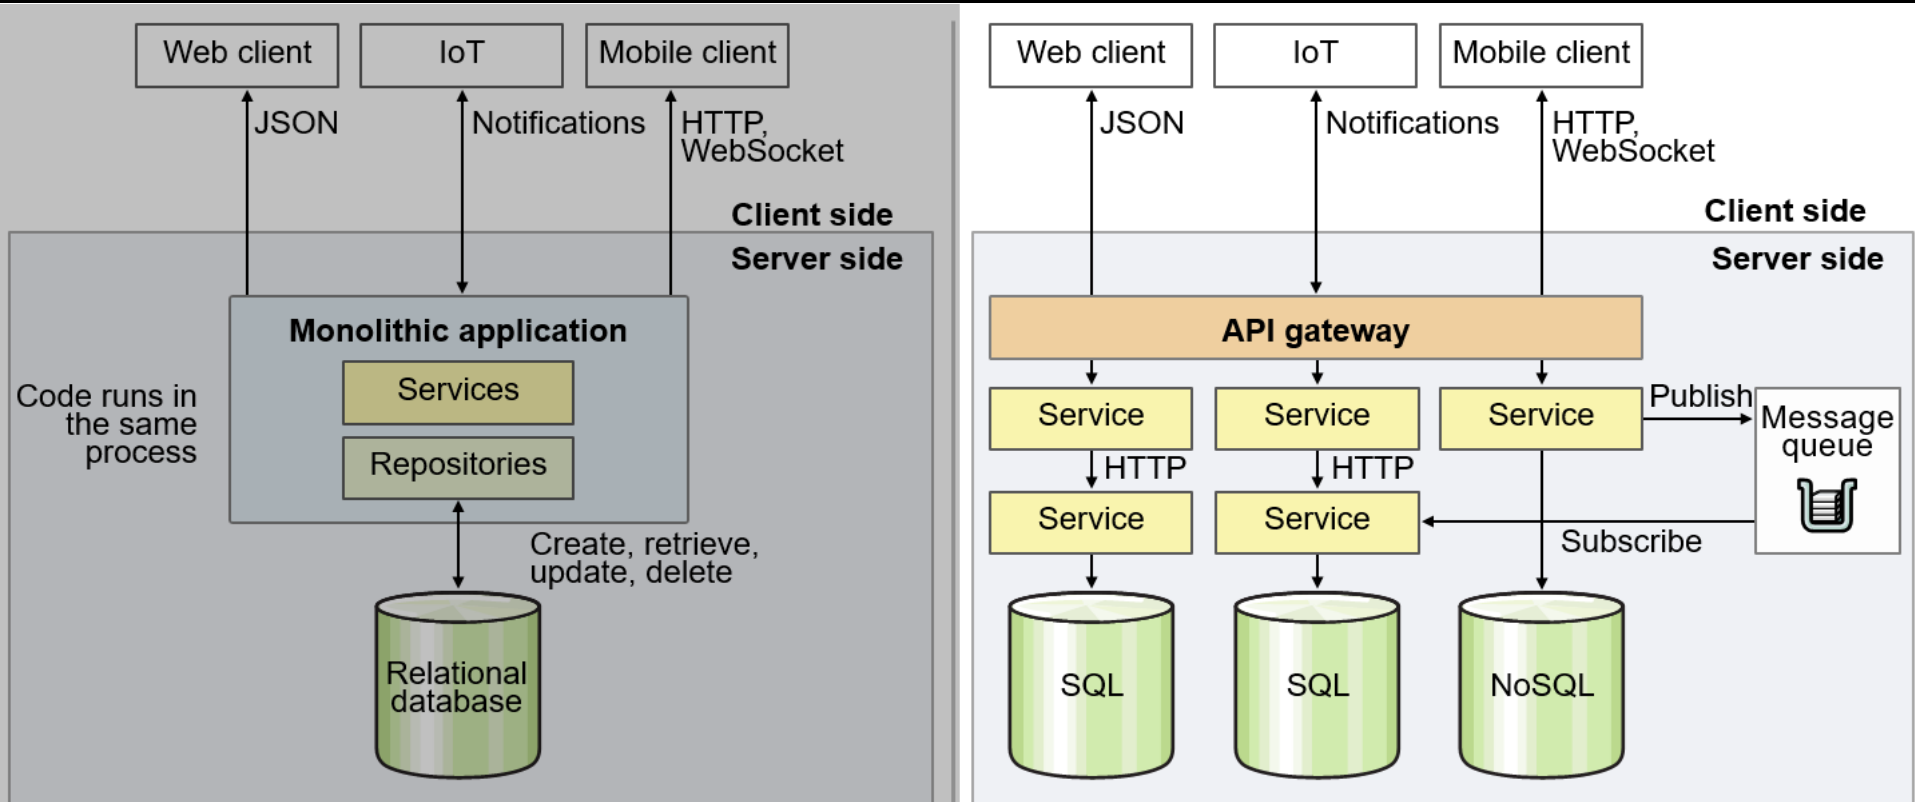 Web client
IoT
Mobile client
JSON
Notifications
HTTP,
WebSocket
Client side
Server side
Monolithic application
Services
Repositories
Code runs in
the same
process
Create, retrieve,
update, delete
Relational
database
Web client
IoT
Mobile client
JSON
Notifications
HTTP,
WebSocket
Client side
Server side
API gateway
Service
Service
Service
Publish
Message
queue
HTTP
HTTP
Service
Service
Subscribe
SQL
SQL
NoSQL